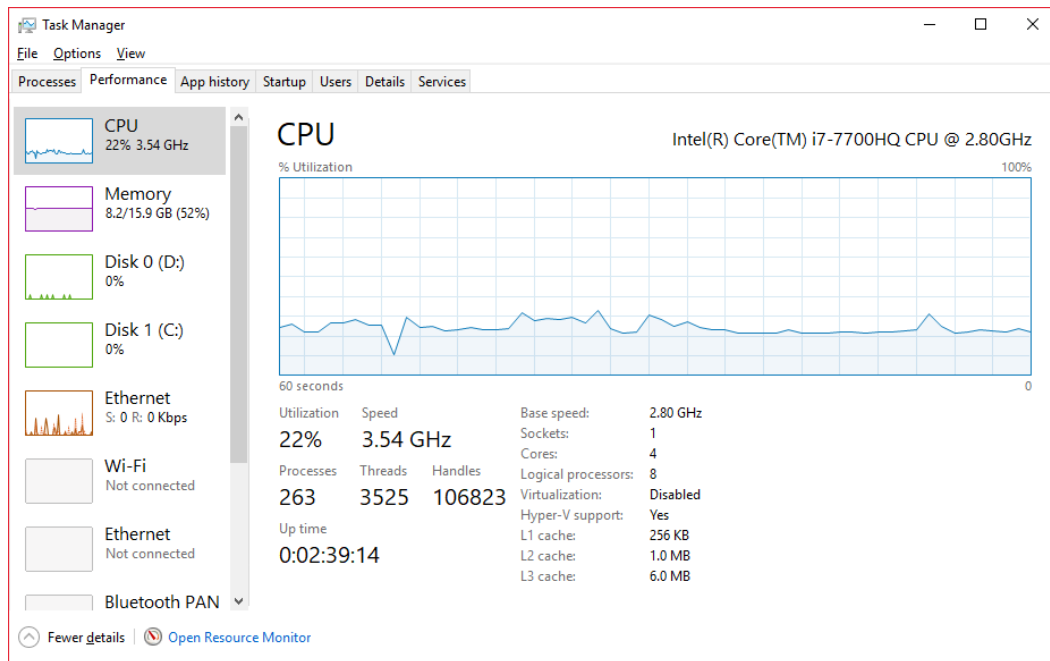 Task Manager
File Options View
Processes Performance App history Startup Users Details Services
CPU
22% 3.54 GHz
Memory
8.2/15.9 GB (52%)
Disk 0 (D:)
0%
Disk 1 (C:)
0%
Ethernet
S: 0 R: 0 Kbps
Wi-Fi
Not connected
Ethernet
Not connected
Bluetooth PAN
CPU Intel(R) Core(TM) i7-7700HQ CPU @ 2.80GHz
% Utilization 100%
60 seconds 0
Utilization Speed
22% 3.54 GHz
Processes Threads Handles
263 3525 106823
Up time
0:02:39:14
Base speed: 2.80 GHz
Sockets: 1
Cores: 4
Logical processors: 8
Virtualization: Disabled
Hyper-V support: Yes
L1 cache: 256 KB
L2 cache: 1.0 MB
L3 cache: 6.0 MB
Fewer details Open Resource Monitor